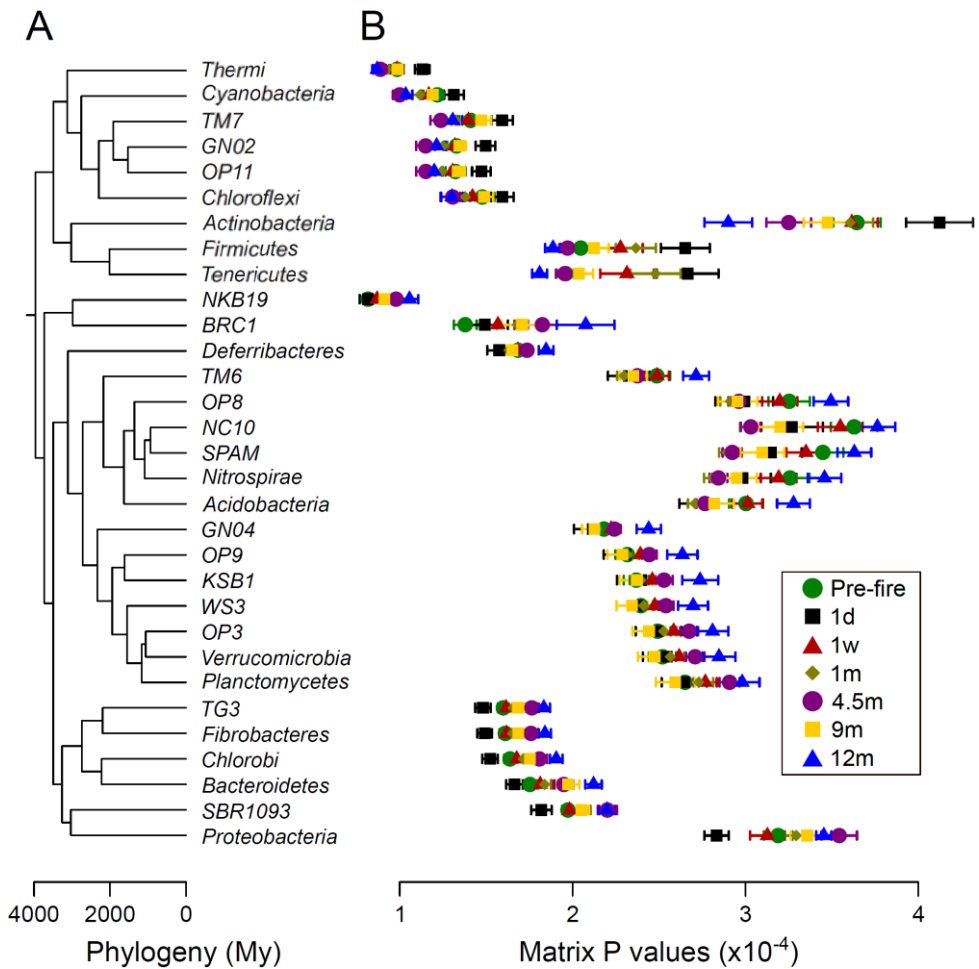 A
B
Thermi
Cyanobacteria
TM7
GN02
OP11
Chloroflexi
Actinobacteria
Firmicutes
Tenericutes
NKB19
BRC1
Deferribacteres
TM6
OP8
NC10
SPAM
Nitrospirae
Acidobacteria
GN04
OP9
KSB1
WS3
OP3
Verrucomicrobia
Planctomycetes
TG3
Fibrobacteres
Chlorobi
Bacteroidetes
SBR1093
Proteobacteria
Pre-fire
1d
1w
1m
4.5m
9m
12m
4000 2000 0
Phylogeny (My)
1 2 3 4
Matrix P values (x10⁻⁴)